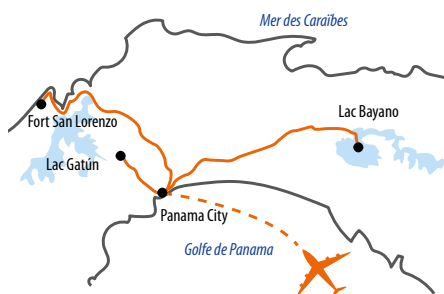 Mer des Caraïbes
Lac Bayano
Fort San Lorenzo
Lac Gatún
Panama City
Golfe de Panama